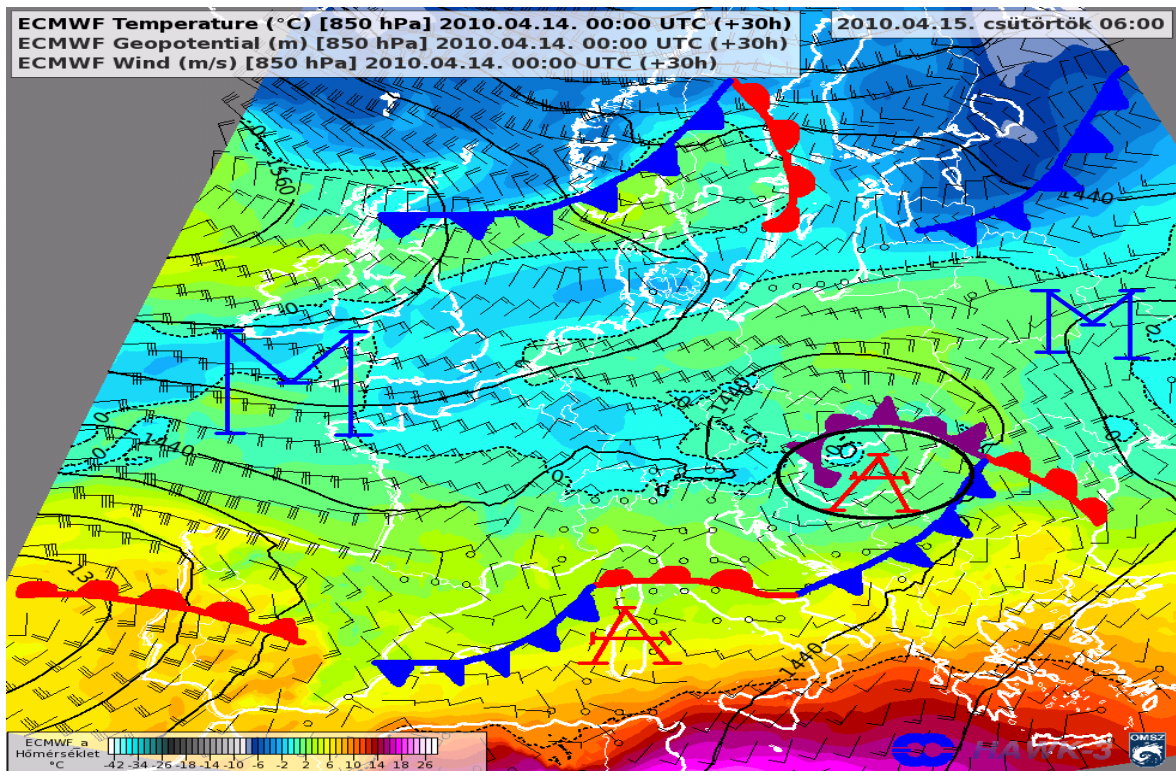 ECMWF Temperature (°C) [850 hPa] 2010.04.14. 00:00 UTC (+30h)
ECMWF Geopotential (m) [850 hPa] 2010.04.14. 00:00 UTC (+30h)
ECMWF Wind (m/s) [850 hPa] 2010.04.14. 00:00 UTC (+30h)
2010.04.15. csütörtök 06:00
560
1440
M
M
1440
1440
0
A
A
1440
ECMWF_a
Hőmérséklet
°C
-42 -34 -26 -18 -14 -10 -6 -2 2 6 10 14 18 26
HAWK-3
OMSZ